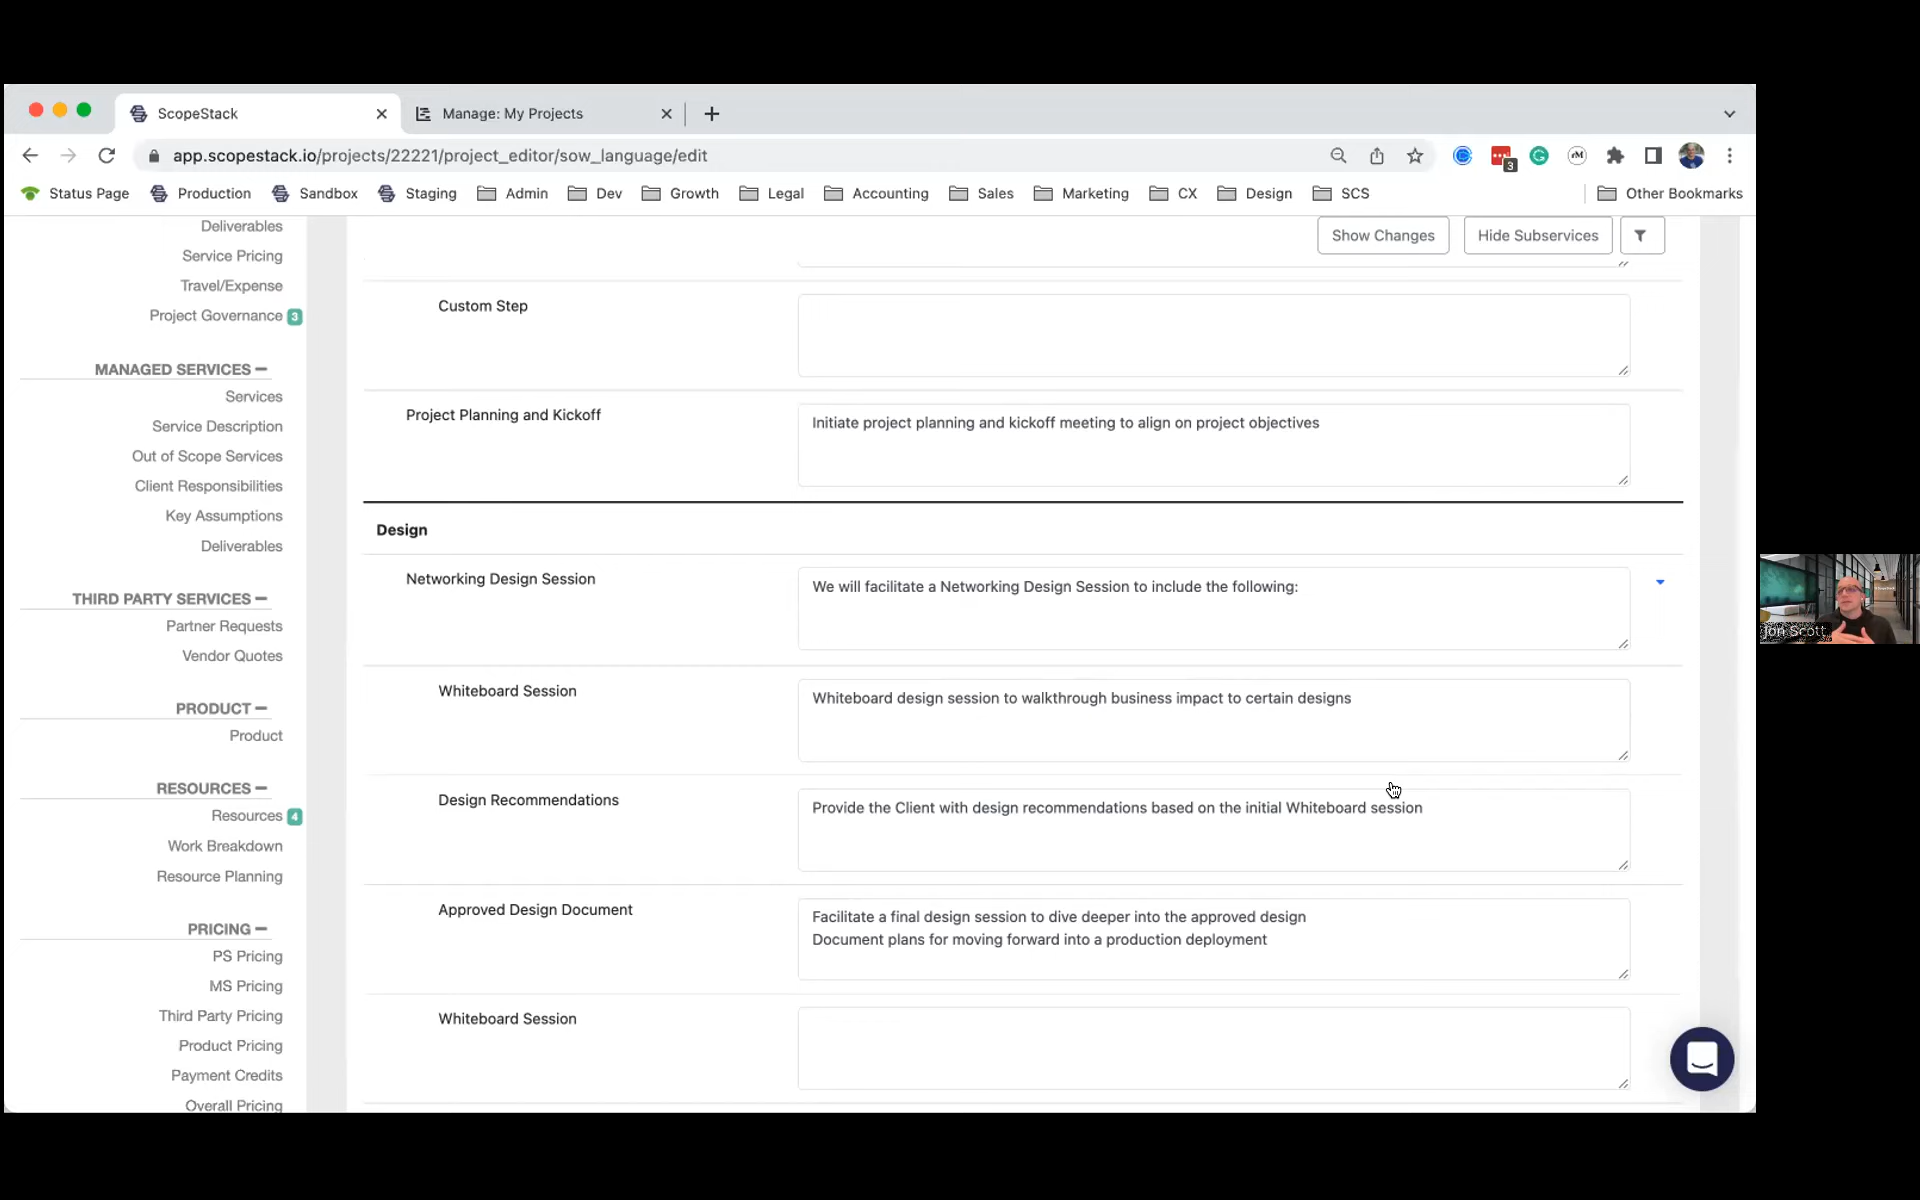 ScopeStack
Manage: My Projects
app.scopestack.io/projects/22221/project_editor/sow_language/edit
3
Status Page
Production
Sandbox
Staging
Admin
Dev
Growth
Legal
Accounting
Sales
Marketing
CX
Design
SCS
Other Bookmarks
Deliverables
Service Pricing
Travel/Expense
Project Governance 3
MANAGED SERVICES
Services
Service Description
Out of Scope Services
Client Responsibilities
Key Assumptions
Deliverables
THIRD PARTY SERVICES
Partner Requests
Vendor Quotes
PRODUCT
Product
RESOURCES
Resources 4
Work Breakdown
Resource Planning
PRICING
PS Pricing
MS Pricing
Third Party Pricing
Product Pricing
Payment Credits
Overall Pricing
Show Changes
Hide Subservices
Custom Step
Project Planning and Kickoff
Initiate project planning and kickoff meeting to align on project objectives
Design
Networking Design Session
We will facilitate a Networking Design Session to include the following:
Whiteboard Session
Whiteboard design session to walkthrough business impact to certain designs
Design Recommendations
Provide the Client with design recommendations based on the initial Whiteboard session
Approved Design Document
Facilitate a final design session to dive deeper into the approved design
Document plans for moving forward into a production deployment
Whiteboard Session
Jon Scott